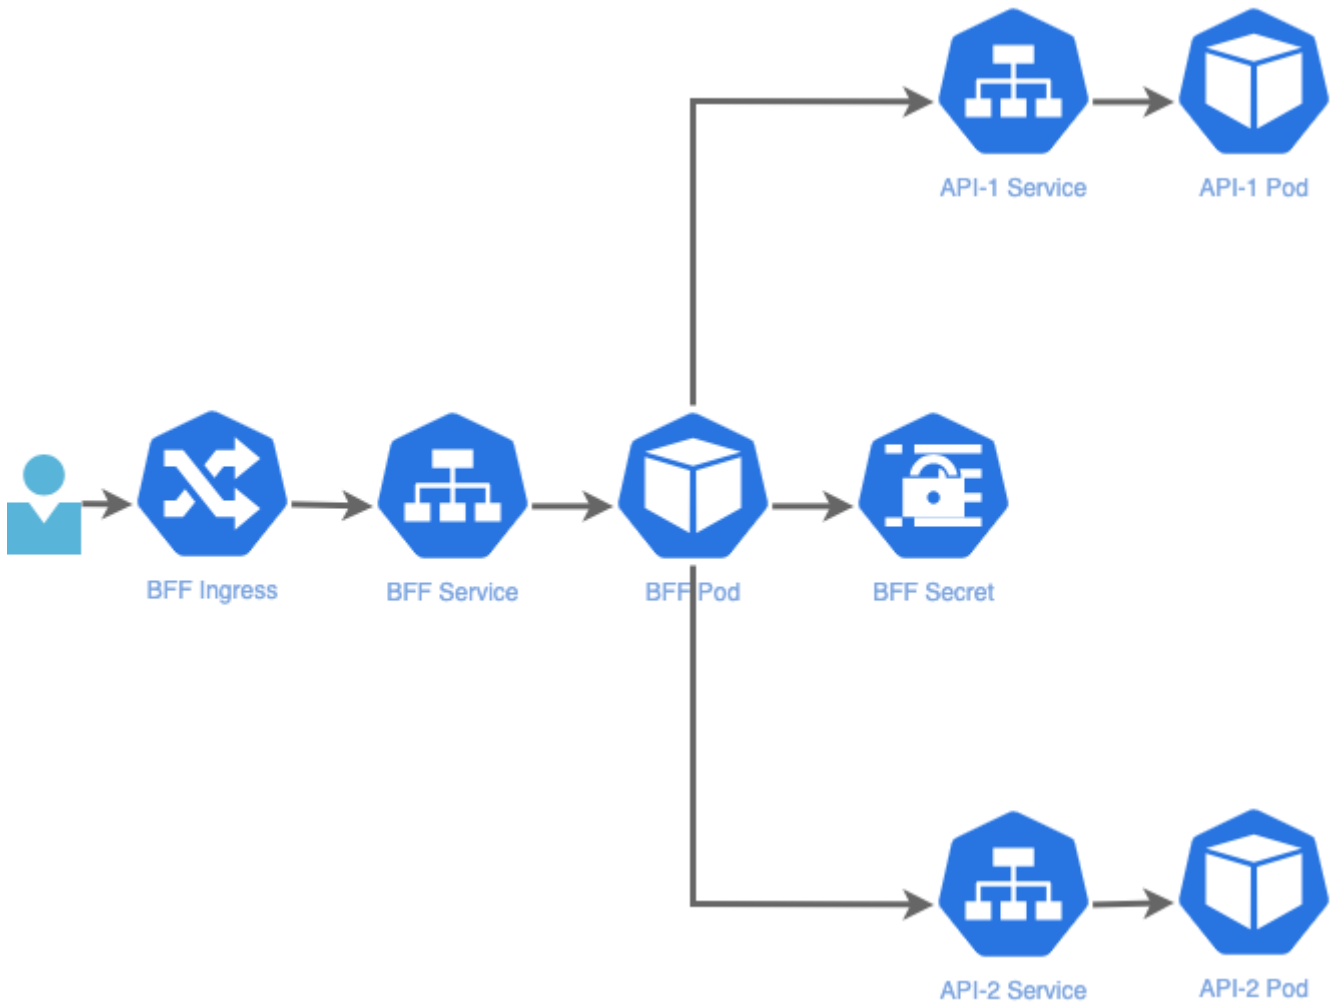 API-1 Service
API-1 Pod
BFF Ingress
BFF Service
BFF Pod
BFF Secret
API-2 Service
API-2 Pod